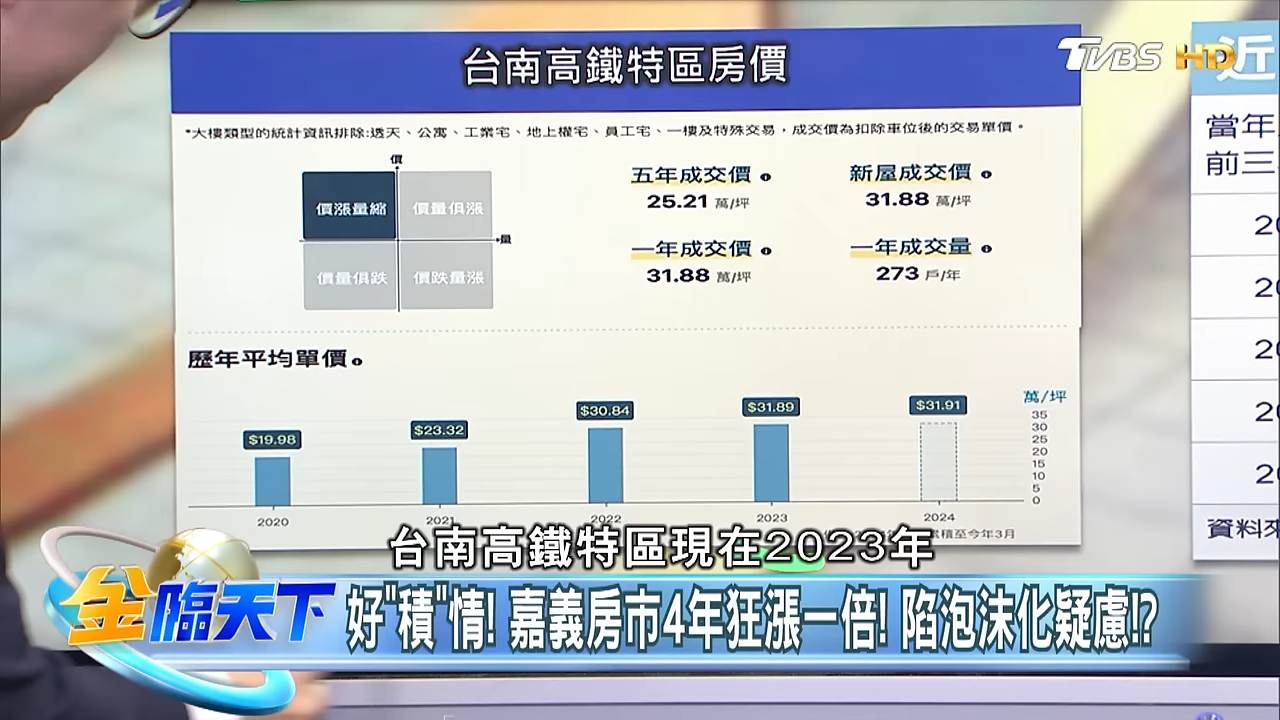 台南高鐵特區房價
TVBS HD
近
*大樓類型的統計資訊排除:透天、公寓、工業宅、地上權宅、員工宅、一樓及特殊交易，成交價為扣除車位後的交易單價。
當年
前三
價
價漲量縮
價量俱漲
量
價量俱跌
價跌量漲
五年成交價
25.21 萬/坪
新屋成交價
31.88 萬/坪
一年成交價
31.88 萬/坪
一年成交量
273 戶/年
歷年平均單價
萬/坪
$19.98
$23.32
$30.84
$31.89
$31.91
35
30
25
20
15
10
5
0
2020
2021
2022
2023
2024
累積至今年3月
資料
台南高鐵特區現在2023年
金臨天下
好"積"情! 嘉義房市4年狂漲一倍! 陷泡沫化疑慮!?